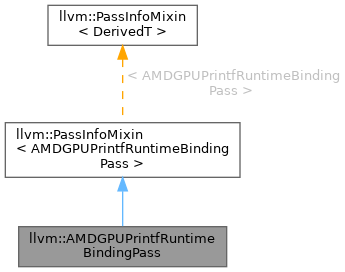 llvm::PassInfoMixin
< DerivedT >
< AMDGPUPrintfRuntimeBinding
Pass >
llvm::PassInfoMixin
< AMDGPUPrintfRuntimeBinding
Pass >
llvm::AMDGPUPrintfRuntime
BindingPass